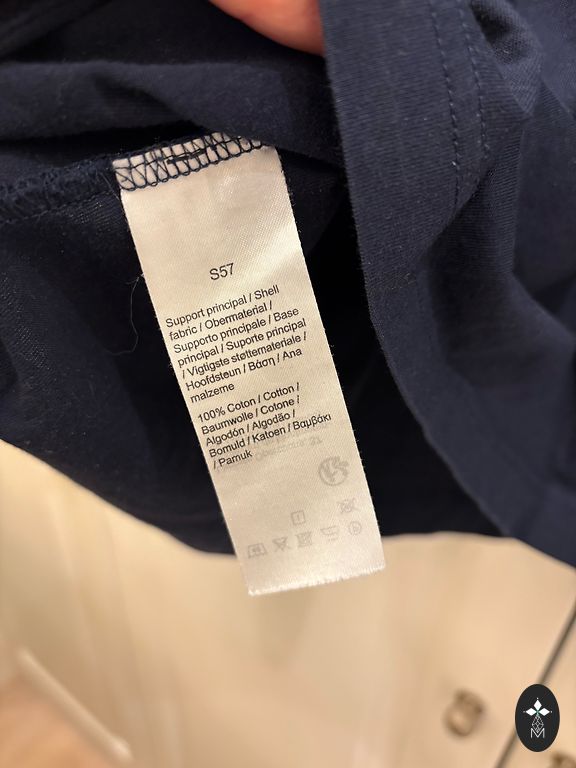 S57
Support principal / Shell
fabric / Obermaterial /
Supporto principale / Base
principal / Suporte principal
/ Vigtigste støttemateriale /
Hoofdsteun / Βάση / Ana
malzeme
100% Coton / Cotton /
Baumwolle / Cotone /
Algodón / Algodão /
Bomuld / Katoen / Βαμβάκι
/ Pamuk
M